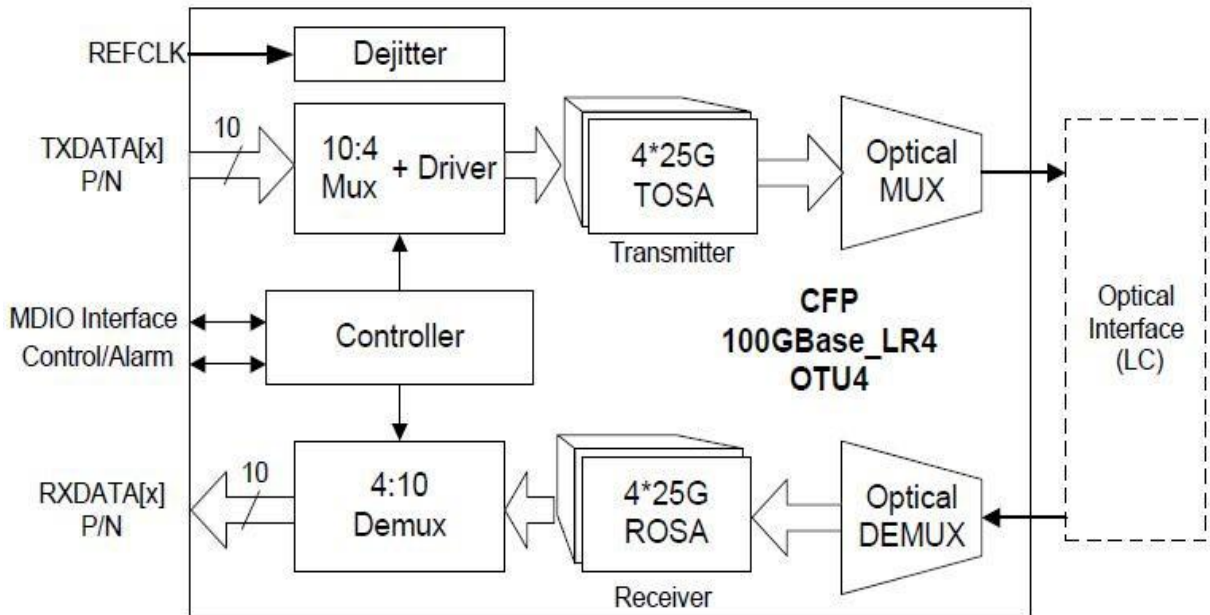 REFCLK
Dejitter
TXDATA[x]
P/N
10
10:4
Mux
+ Driver
4*25G
TOSA
Transmitter
Optical
MUX
MDIO Interface
Control/Alarm
Controller
CFP
100GBase_LR4
OTU4
Optical
Interface
(LC)
RXDATA[x]
P/N
10
4:10
Demux
4*25G
ROSA
Receiver
Optical
DEMUX